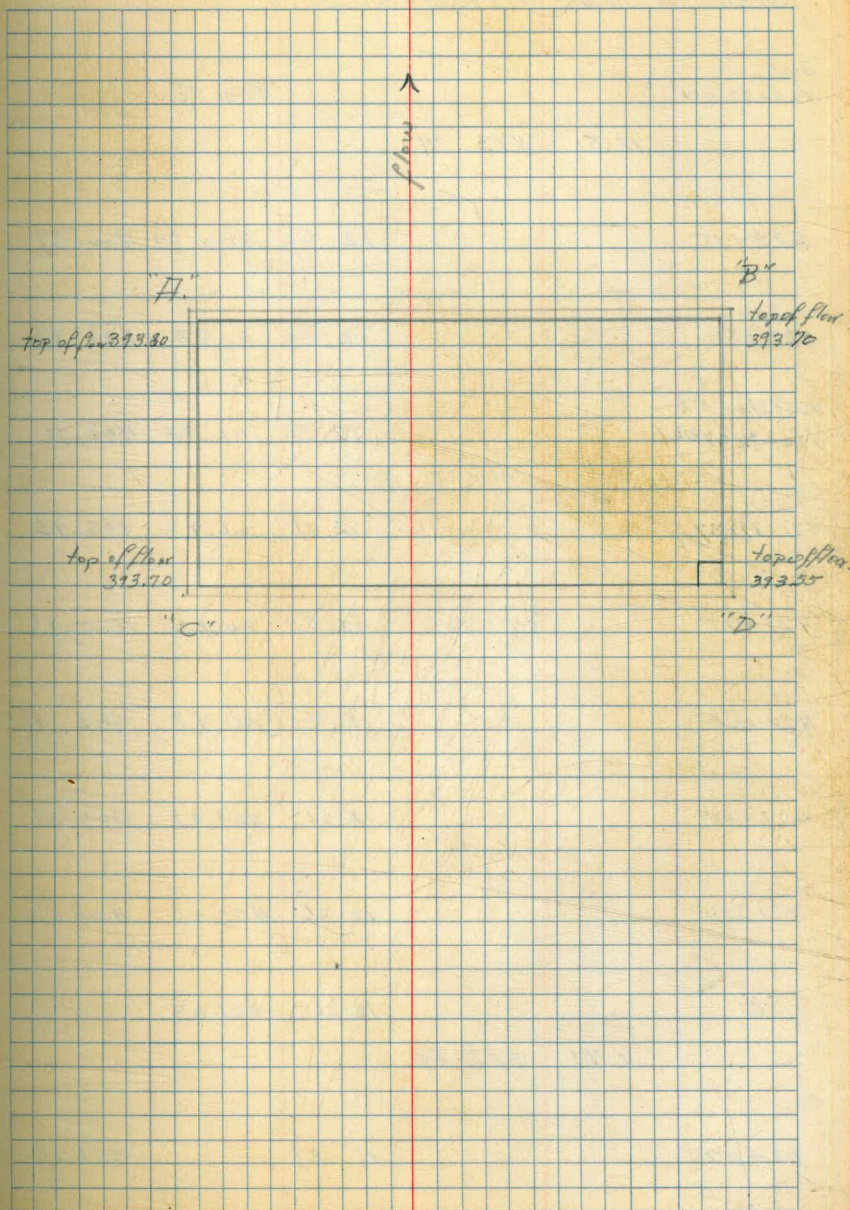 flow
"A."
"B"
top of floor 393.80
top of floor
393.70
top of floor
393.70
top of floor
393.55
"C"
"D"